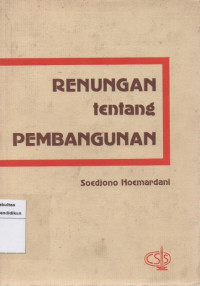 RENUNGAN
tentang
PEMBANGUNAN
Soedjono Hoemardani
CSIS